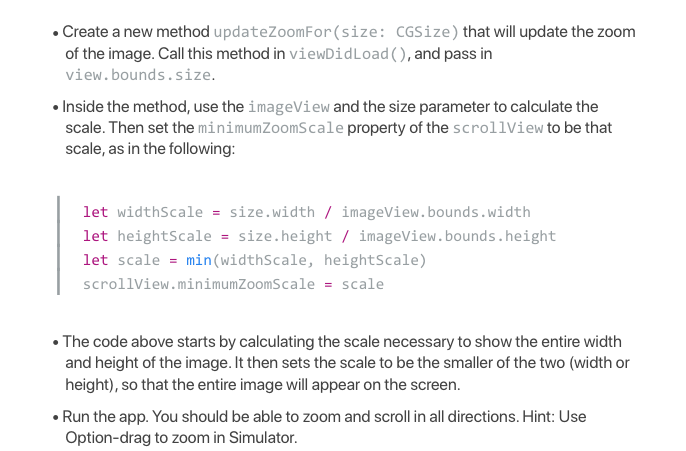 • Create a new method updateZoomFor(size: CGSize) that will update the zoom
of the image. Call this method in viewDidLoad(), and pass in
view.bounds.size.
• Inside the method, use the imageView and the size parameter to calculate the
scale. Then set the minimumZoomScale property of the scrollView to be that
scale, as in the following:
let widthScale = size.width / imageView.bounds.width
let heightScale = size.height / imageView.bounds.height
let scale = min(widthScale, heightScale)
scrollView.minimumZoomScale = scale
• The code above starts by calculating the scale necessary to show the entire width
and height of the image. It then sets the scale to be the smaller of the two (width or
height), so that the entire image will appear on the screen.
• Run the app. You should be able to zoom and scroll in all directions. Hint: Use
Option-drag to zoom in Simulator.